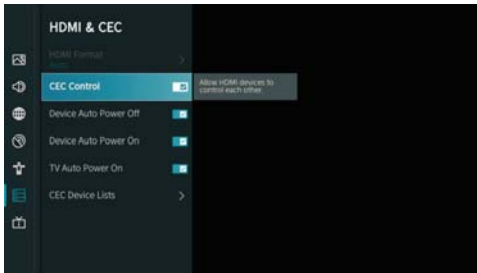 HDMI & CEC
HDMI Format
Auto
CEC Control
Allow HDMI devices to
control each other.
Device Auto Power Off
Device Auto Power On
TV Auto Power On
CEC Device Lists